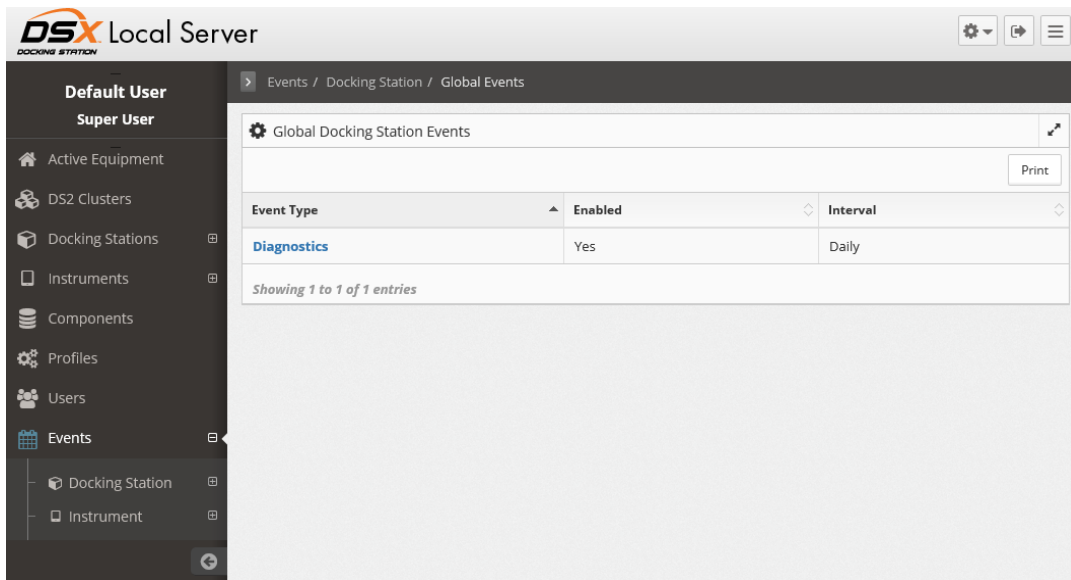 DSX Local Server
DOCKING STATION
Default User
Super User
Active Equipment
DS2 Clusters
Docking Stations
Instruments
Components
Profiles
Users
Events
Docking Station
Instrument
Events / Docking Station / Global Events
Global Docking Station Events
Print
Event Type Enabled Interval
Diagnostics Yes Daily
Showing 1 to 1 of 1 entries